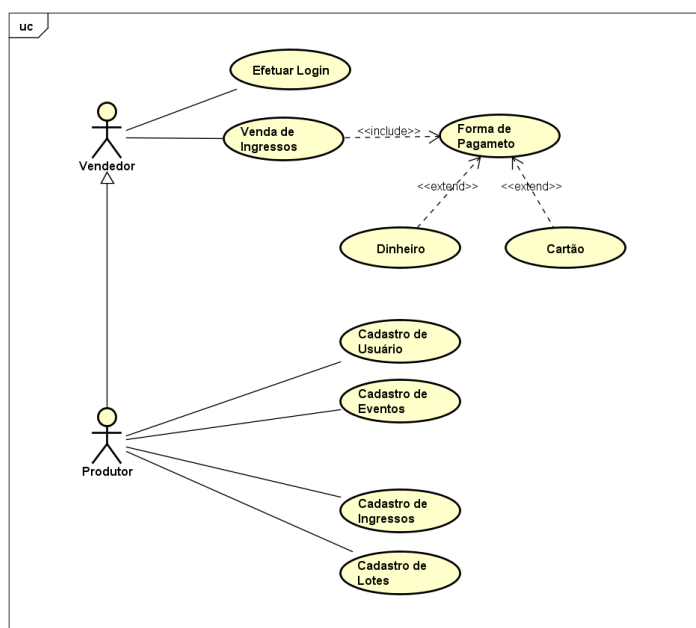 uc
Efetuar Login
Venda de
Ingressos
<<include>>
Forma de
Pagameto
Vendedor
<<extend>>
<<extend>>
Dinheiro
Cartão
Cadastro de
Usuário
Cadastro de
Eventos
Produtor
Cadastro de
Ingressos
Cadastro de
Lotes